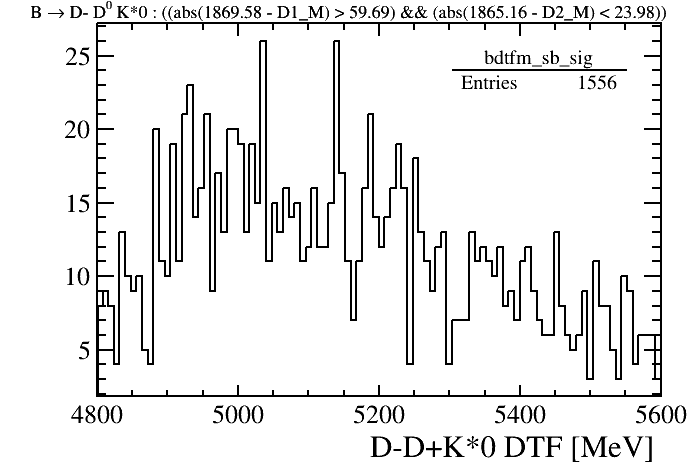 B → D- D⁰ K*0 : ((abs(1869.58 - D1_M) > 59.69) && (abs(1865.16 - D2_M) < 23.98))
bdtfm_sb_sig
Entries 1556
25
20
15
10
5
4800 5000 5200 5400 5600
D-D+K*0 DTF [MeV]